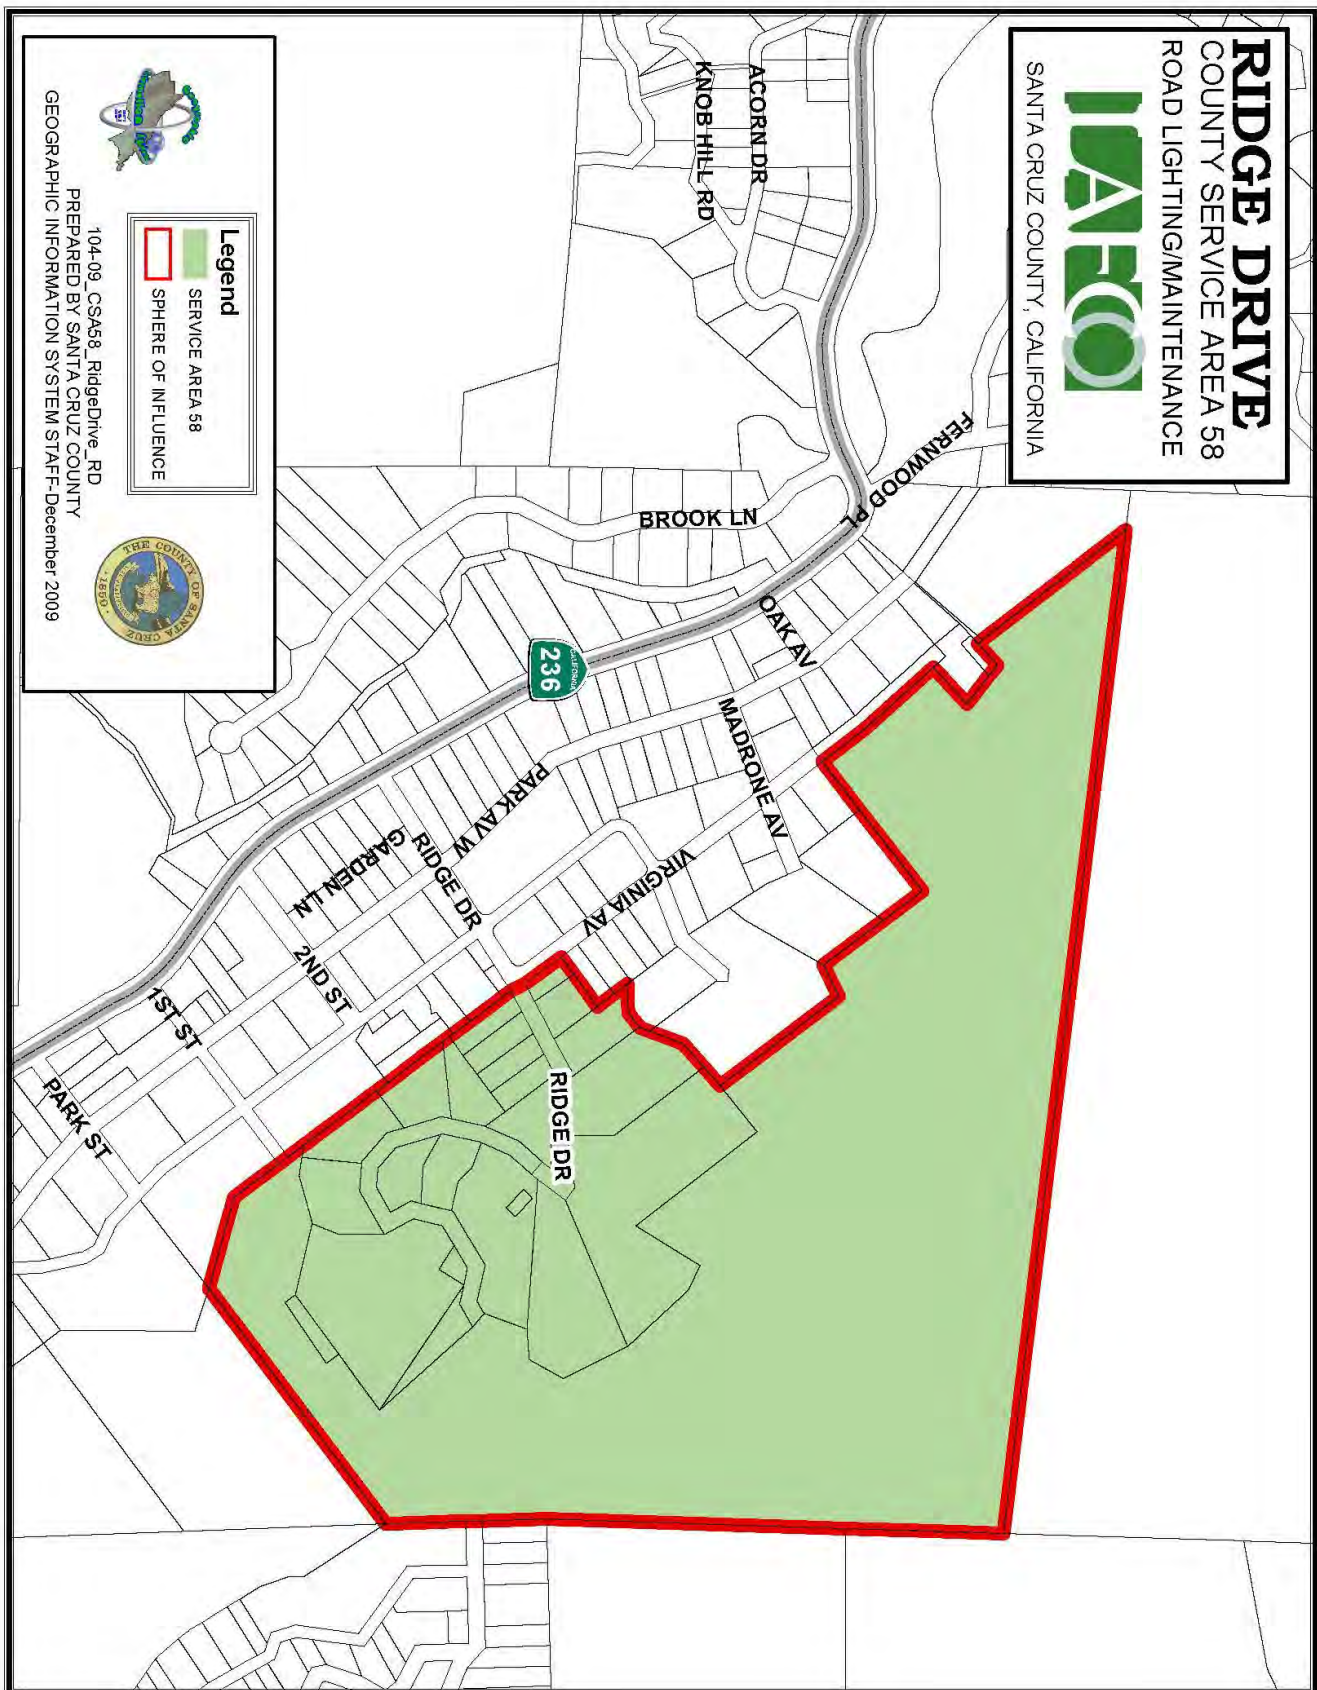 RIDGE DRIVE
COUNTY SERVICE AREA 58
ROAD LIGHTING/MAINTENANCE
LAFCO
SANTA CRUZ COUNTY, CALIFORNIA
ACORN DR
KNOB HILL RD
FERNWOOD PL
BROOK LN
OAK AV
CALIFORNIA
236
MADRONE AV
PARK AV W
VIRGINIA AV
RIDGE DR
GARDEN LN
2ND ST
1ST ST
PARK ST
RIDGE DR
Legend
SERVICE AREA 58
SPHERE OF INFLUENCE
104-09_CSA58_RidgeDrive_RD
PREPARED BY SANTA CRUZ COUNTY
GEOGRAPHIC INFORMATION SYSTEM STAFF-December 2009
THE COUNTY OF SANTA CRUZ
1850